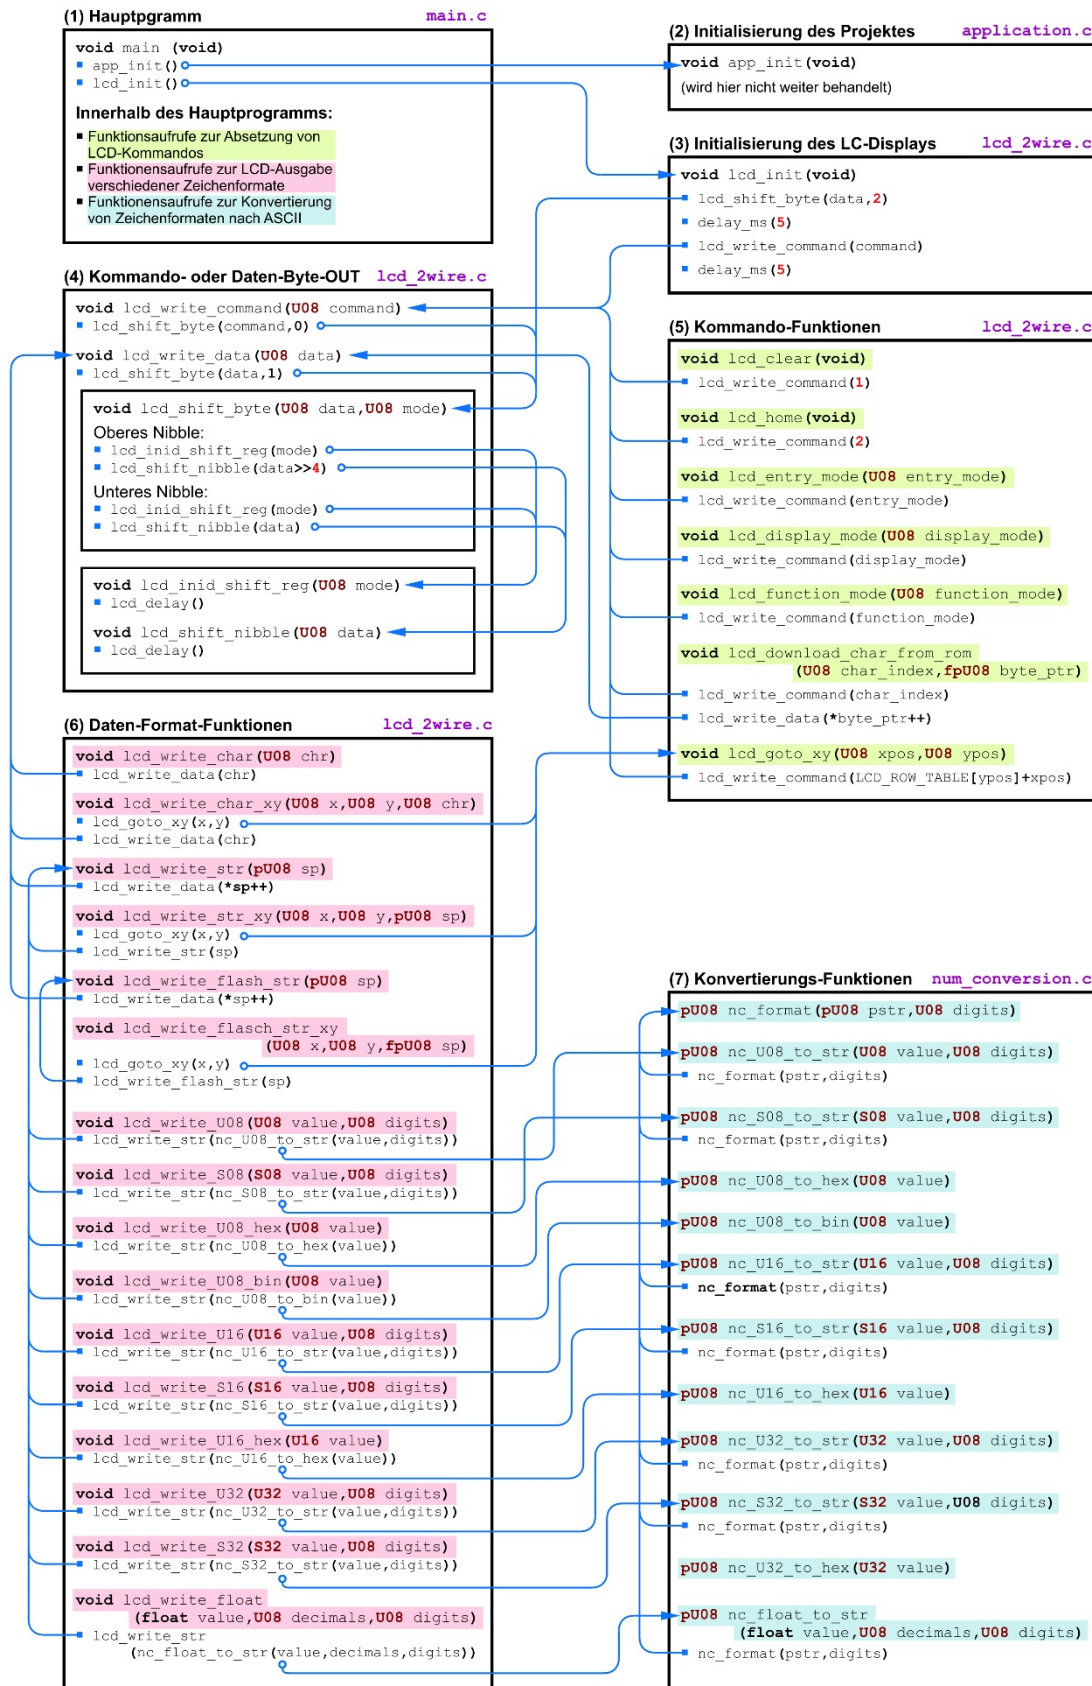 (1) Hauptpgramm main.c
void main (void)
app_init()
lcd_init()
Innerhalb des Hauptprogramms:
Funktionsaufrufe zur Absetzung von
LCD-Kommandos
Funktionensaufrufe zur LCD-Ausgabe
verschiedener Zeichenformate
Funktionensaufrufe zur Konvertierung
von Zeichenformaten nach ASCII
(2) Initialisierung des Projektes application.c
void app_init(void)
(wird hier nicht weiter behandelt)
(3) Initialisierung des LC-Displays lcd_2wire.c
void lcd_init(void)
lcd_shift_byte(data,2)
delay_ms(5)
lcd_write_command(command)
delay_ms(5)
(4) Kommando- oder Daten-Byte-OUT lcd_2wire.c
void lcd_write_command(U08 command)
lcd_shift_byte(command,0)
void lcd_write_data(U08 data)
lcd_shift_byte(data,1)
void lcd_shift_byte(U08 data,U08 mode)
Oberes Nibble:
lcd_inid_shift_reg(mode)
lcd_shift_nibble(data>>4)
Unteres Nibble:
lcd_inid_shift_reg(mode)
lcd_shift_nibble(data)
void lcd_inid_shift_reg(U08 mode)
lcd_delay()
void lcd_shift_nibble(U08 data)
lcd_delay()
(5) Kommando-Funktionen lcd_2wire.c
void lcd_clear(void)
lcd_write_command(1)
void lcd_home(void)
lcd_write_command(2)
void lcd_entry_mode(U08 entry_mode)
lcd_write_command(entry_mode)
void lcd_display_mode(U08 display_mode)
lcd_write_command(display_mode)
void lcd_function_mode(U08 function_mode)
lcd_write_command(function_mode)
void lcd_download_char_from_rom
(U08 char_index,fpU08 byte_ptr)
lcd_write_command(char_index)
lcd_write_data(*byte_ptr++)
void lcd_goto_xy(U08 xpos,U08 ypos)
lcd_write_command(LCD_ROW_TABLE[ypos]+xpos)
(6) Daten-Format-Funktionen lcd_2wire.c
void lcd_write_char(U08 chr)
lcd_write_data(chr)
void lcd_write_char_xy(U08 x,U08 y,U08 chr)
lcd_goto_xy(x,y)
lcd_write_data(chr)
void lcd_write_str(pU08 sp)
lcd_write_data(*sp++)
void lcd_write_str_xy(U08 x,U08 y,pU08 sp)
lcd_goto_xy(x,y)
lcd_write_str(sp)
void lcd_write_flash_str(pU08 sp)
lcd_write_data(*sp++)
void lcd_write_flasch_str_xy
(U08 x,U08 y,fpU08 sp)
lcd_goto_xy(x,y)
lcd_write_flash_str(sp)
void lcd_write_U08(U08 value,U08 digits)
lcd_write_str(nc_U08_to_str(value,digits))
void lcd_write_S08(S08 value,U08 digits)
lcd_write_str(nc_S08_to_str(value,digits))
void lcd_write_U08_hex(U08 value)
lcd_write_str(nc_U08_to_hex(value))
void lcd_write_U08_bin(U08 value)
lcd_write_str(nc_U08_to_bin(value))
void lcd_write_U16(U16 value,U08 digits)
lcd_write_str(nc_U16_to_str(value,digits))
void lcd_write_S16(S16 value,U08 digits)
lcd_write_str(nc_S16_to_str(value,digits))
void lcd_write_U16_hex(U16 value)
lcd_write_str(nc_U16_to_hex(value))
void lcd_write_U32(U32 value,U08 digits)
lcd_write_str(nc_U32_to_str(value,digits))
void lcd_write_S32(S32 value,U08 digits)
lcd_write_str(nc_S32_to_str(value,digits))
void lcd_write_float
(float value,U08 decimals,U08 digits)
lcd_write_str
(nc_float_to_str(value,decimals,digits))
(7) Konvertierungs-Funktionen num_conversion.c
pU08 nc_format(pU08 pstr,U08 digits)
pU08 nc_U08_to_str(U08 value,U08 digits)
nc_format(pstr,digits)
pU08 nc_S08_to_str(S08 value,U08 digits)
nc_format(pstr,digits)
pU08 nc_U08_to_hex(U08 value)
pU08 nc_U08_to_bin(U08 value)
pU08 nc_U16_to_str(U16 value,U08 digits)
nc_format(pstr,digits)
pU08 nc_S16_to_str(S16 value,U08 digits)
nc_format(pstr,digits)
pU08 nc_U16_to_hex(U16 value)
pU08 nc_U32_to_str(U32 value,U08 digits)
nc_format(pstr,digits)
pU08 nc_S32_to_str(S32 value,U08 digits)
nc_format(pstr,digits)
pU08 nc_U32_to_hex(U32 value)
pU08 nc_float_to_str
(float value,U08 decimals,U08 digits)
nc_format(pstr,digits)